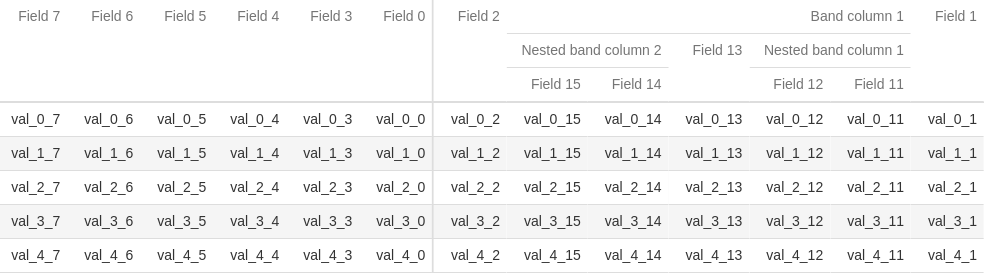 Field 7 Field 6 Field 5 Field 4 Field 3 Field 0 Field 2 Band column 1 Field 1
Nested band column 2 Field 13 Nested band column 1
Field 15 Field 14 Field 12 Field 11
val_0_7 val_0_6 val_0_5 val_0_4 val_0_3 val_0_0 val_0_2 val_0_15 val_0_14 val_0_13 val_0_12 val_0_11 val_0_1
val_1_7 val_1_6 val_1_5 val_1_4 val_1_3 val_1_0 val_1_2 val_1_15 val_1_14 val_1_13 val_1_12 val_1_11 val_1_1
val_2_7 val_2_6 val_2_5 val_2_4 val_2_3 val_2_0 val_2_2 val_2_15 val_2_14 val_2_13 val_2_12 val_2_11 val_2_1
val_3_7 val_3_6 val_3_5 val_3_4 val_3_3 val_3_0 val_3_2 val_3_15 val_3_14 val_3_13 val_3_12 val_3_11 val_3_1
val_4_7 val_4_6 val_4_5 val_4_4 val_4_3 val_4_0 val_4_2 val_4_15 val_4_14 val_4_13 val_4_12 val_4_11 val_4_1